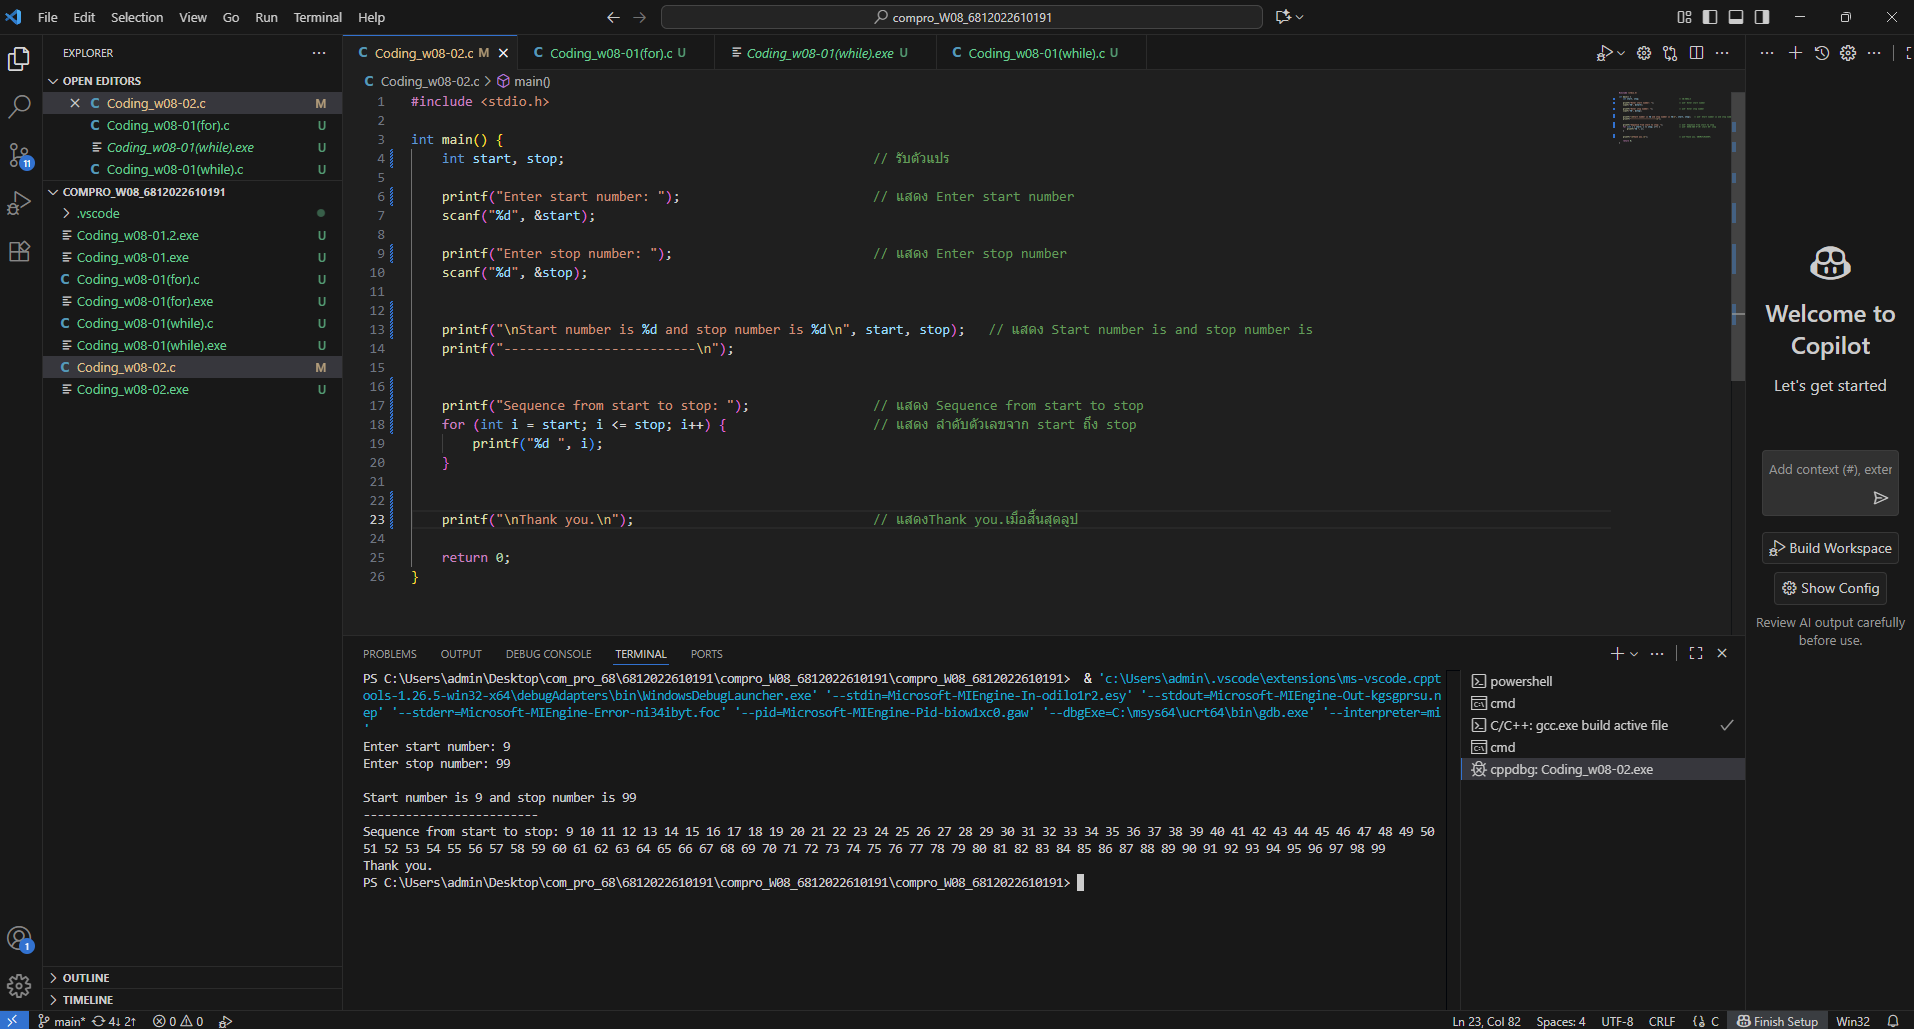 File Edit Selection View Go Run Terminal Help
compro_W08_6812022610191
EXPLORER
OPEN EDITORS
Coding_w08-02.c M
Coding_w08-01(for).c U
Coding_w08-01(while).exe U
Coding_w08-01(while).c U
COMPRO_W08_6812022610191
.vscode
Coding_w08-01.2.exe U
Coding_w08-01.exe U
Coding_w08-01(for).c U
Coding_w08-01(for).exe U
Coding_w08-01(while).c U
Coding_w08-01(while).exe U
Coding_w08-02.c M
Coding_w08-02.exe U
OUTLINE
TIMELINE
Coding_w08-02.c M Coding_w08-01(for).c U Coding_w08-01(while).exe U Coding_w08-01(while).c U
Coding_w08-02.c > main()
1 #include <stdio.h>
2
3 int main() {
4 int start, stop; // รับตัวแปร
5
6 printf("Enter start number: "); // แสดง Enter start number
7 scanf("%d", &start);
8
9 printf("Enter stop number: "); // แสดง Enter stop number
10 scanf("%d", &stop);
11
12
13 printf("\nStart number is %d and stop number is %d\n", start, stop); // แสดง Start number is and stop number is
14 printf("-------------------------\n");
15
16
17 printf("Sequence from start to stop: "); // แสดง Sequence from start to stop
18 for (int i = start; i <= stop; i++) { // แสดง ลำดับตัวเลขจาก start ถึง stop
19 printf("%d ", i);
20 }
21
22
23 printf("\nThank you.\n"); // แสดงThank you.เมื่อสิ้นสุดลูป
24
25 return 0;
26 }
PROBLEMS OUTPUT DEBUG CONSOLE TERMINAL PORTS
PS C:\Users\admin\Desktop\com_pro_68\6812022610191\compro_W08_6812022610191\compro_W08_6812022610191> & 'c:\Users\admin\.vscode\extensions\ms-vscode.cppt
ools-1.26.5-win32-x64\debugAdapters\bin\WindowsDebugLauncher.exe' '--stdin=Microsoft-MIEngine-In-odilo1r2.esy' '--stdout=Microsoft-MIEngine-Out-kgsgprsu.n
ep' '--stderr=Microsoft-MIEngine-Error-ni34ibyt.foc' '--pid=Microsoft-MIEngine-Pid-biow1xc0.gaw' '--dbgExe=C:\msys64\ucrt64\bin\gdb.exe' '--interpreter=mi
'
Enter start number: 9
Enter stop number: 99
Start number is 9 and stop number is 99
-------------------------
Sequence from start to stop: 9 10 11 12 13 14 15 16 17 18 19 20 21 22 23 24 25 26 27 28 29 30 31 32 33 34 35 36 37 38 39 40 41 42 43 44 45 46 47 48 49 50
51 52 53 54 55 56 57 58 59 60 61 62 63 64 65 66 67 68 69 70 71 72 73 74 75 76 77 78 79 80 81 82 83 84 85 86 87 88 89 90 91 92 93 94 95 96 97 98 99
Thank you.
PS C:\Users\admin\Desktop\com_pro_68\6812022610191\compro_W08_6812022610191\compro_W08_6812022610191>
powershell
cmd
C/C++: gcc.exe build active file
cmd
cppdbg: Coding_w08-02.exe
Welcome to
Copilot
Let's get started
Add context (#), exter
Build Workspace
Show Config
Review AI output carefully
before use.
11
1
main* 4↓ 2↑ 0 0
Ln 23, Col 82 Spaces: 4 UTF-8 CRLF {} C Finish Setup Win32